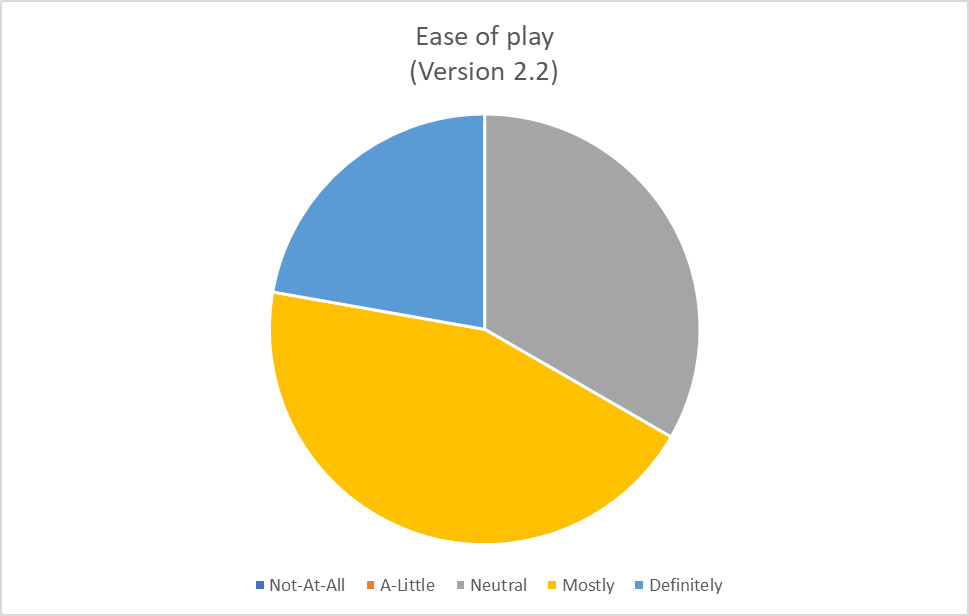 Ease of play
(Version 2.2)
Not-At-All A-Little Neutral Mostly Definitely